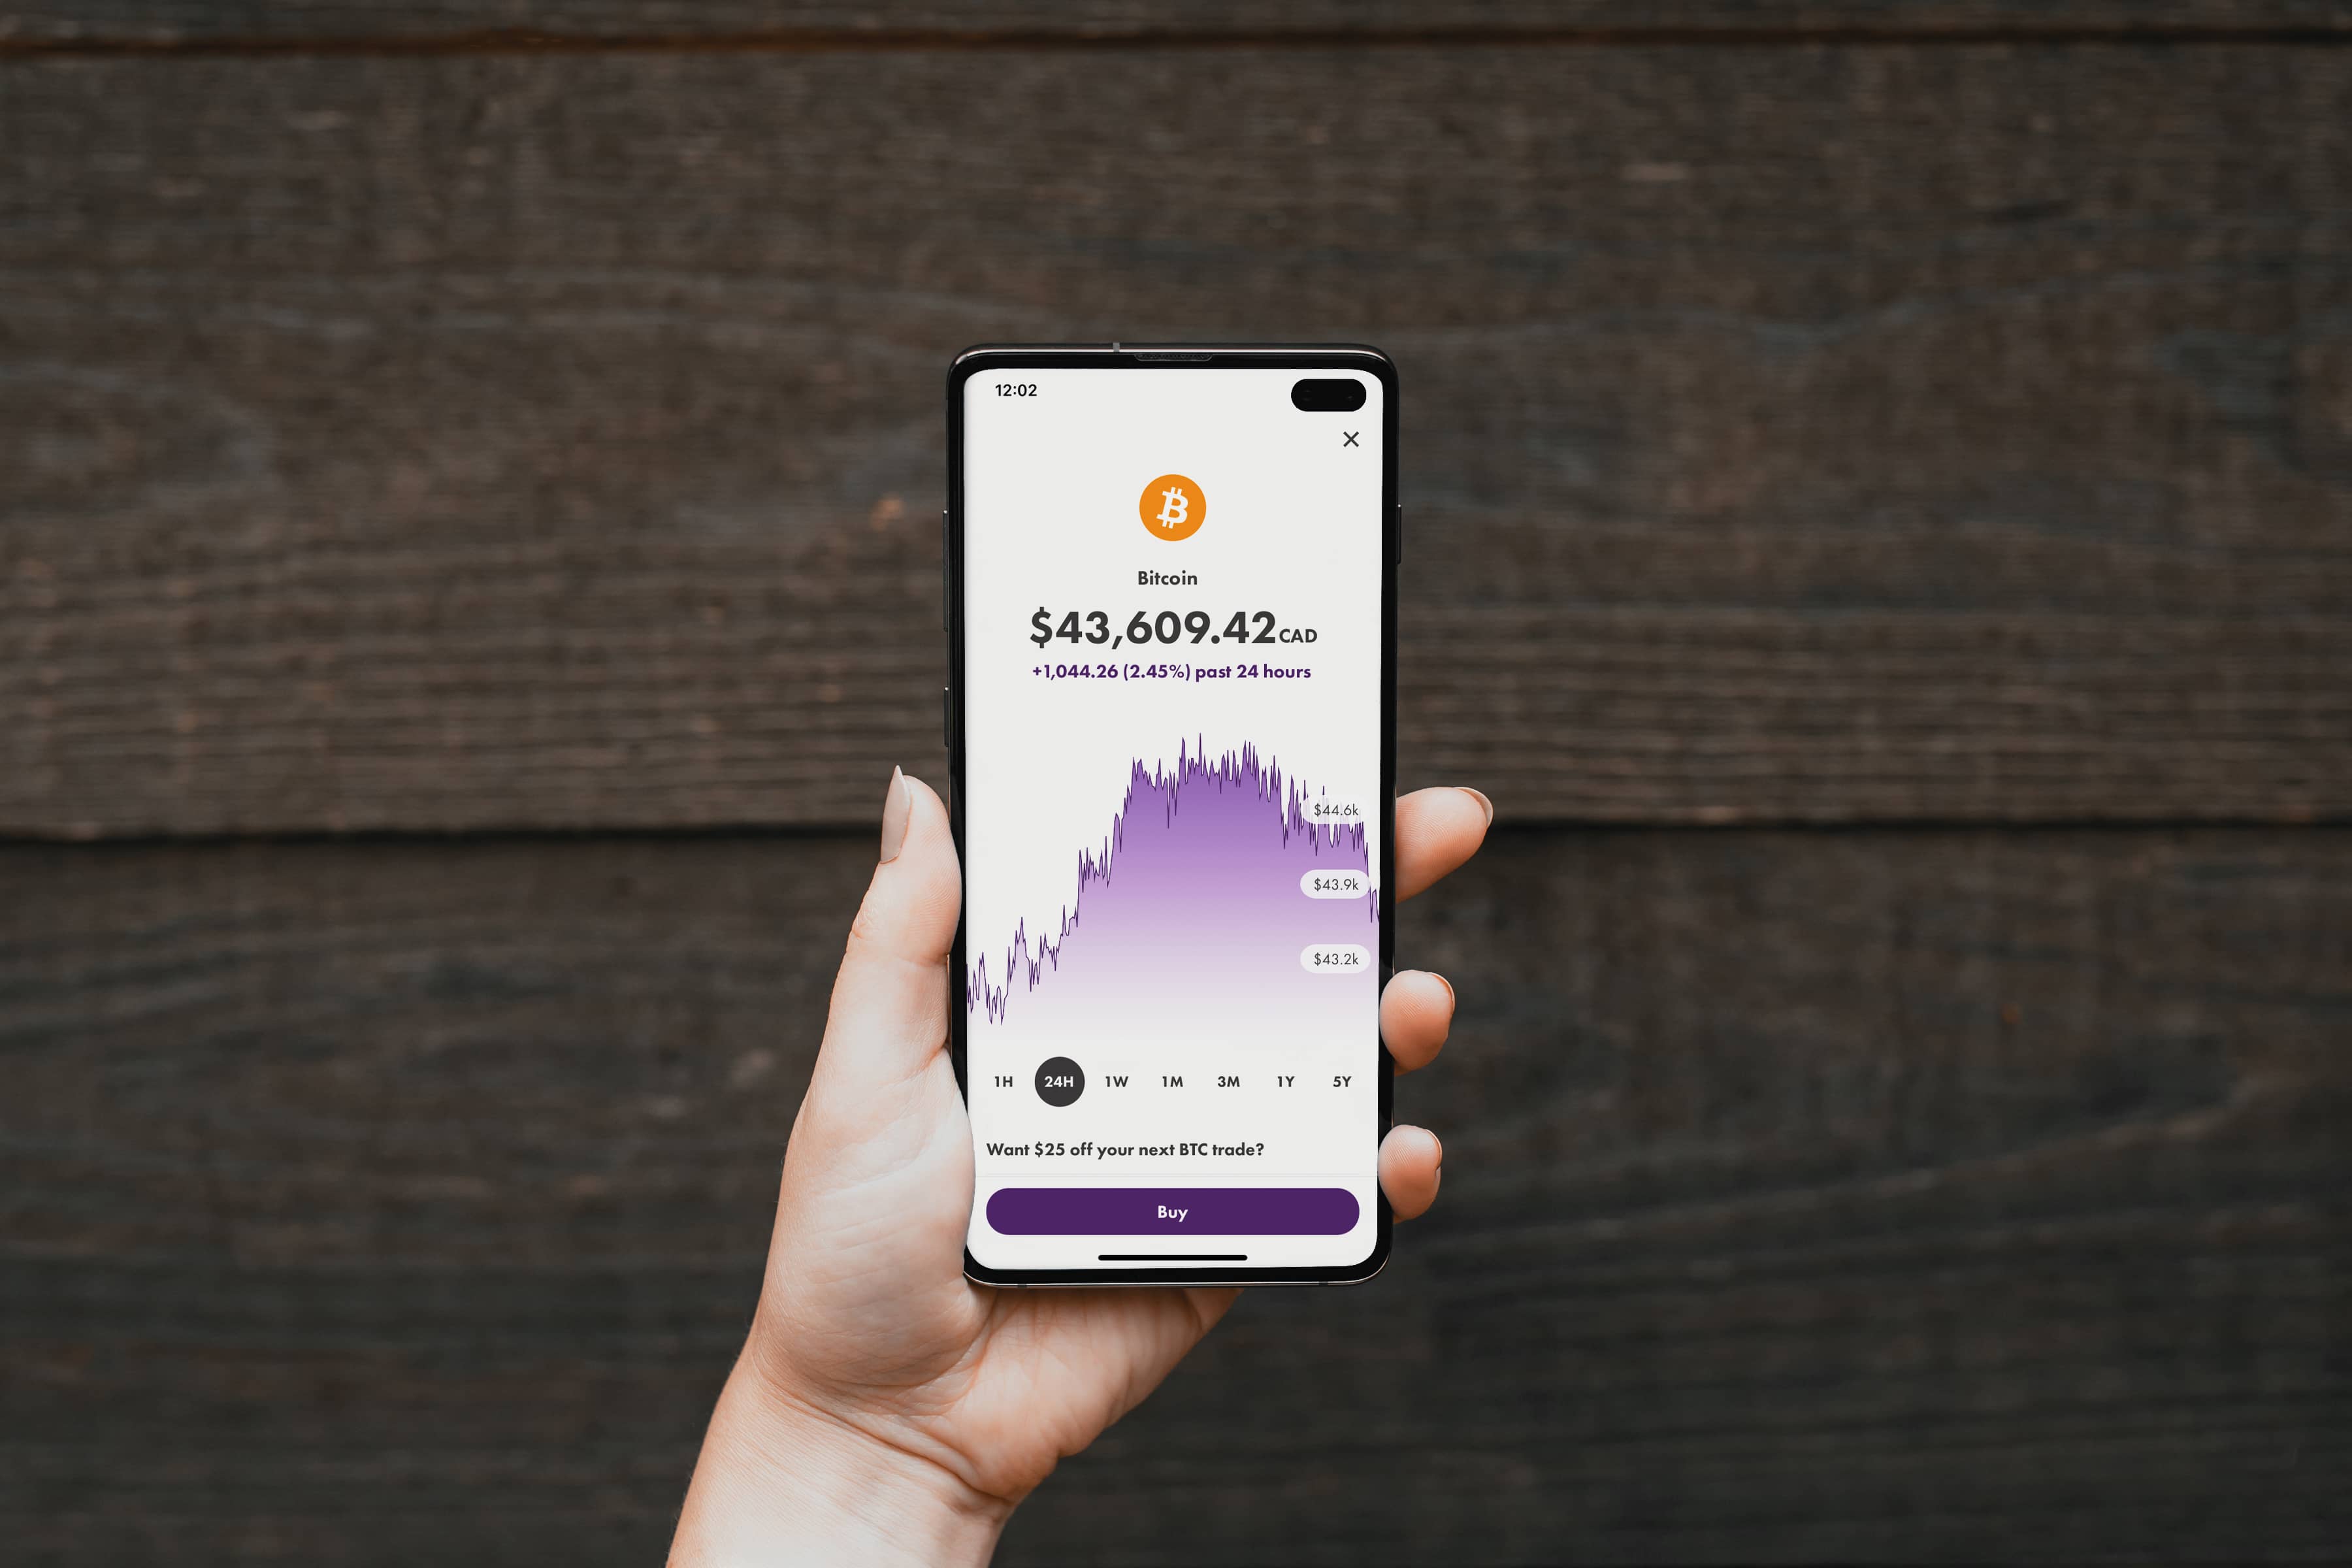 12:02
Bitcoin
$43,609.42CAD
+1,044.26 (2.45%) past 24 hours
$44.6k
$43.9k
$43.2k
1H 24H 1W 1M 3M 1Y 5Y
Want $25 off your next BTC trade?
Buy